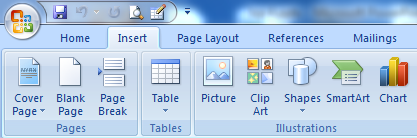 Home Insert Page Layout References Mailings
Cover Page Blank Page Page Break Table Picture Clip Art Shapes SmartArt Chart
Pages Tables Illustrations